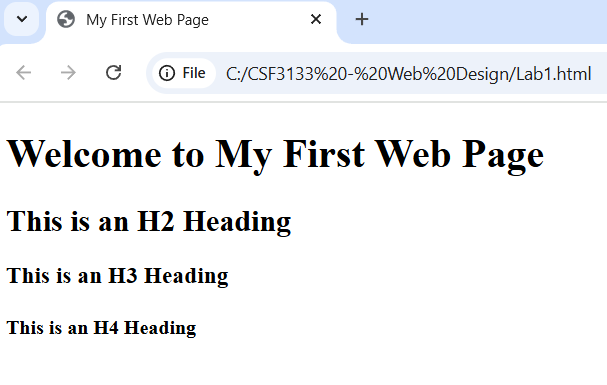 My First Web Page
File C:/CSF3133%20-%20Web%20Design/Lab1.html
Welcome to My First Web Page
This is an H2 Heading
This is an H3 Heading
This is an H4 Heading